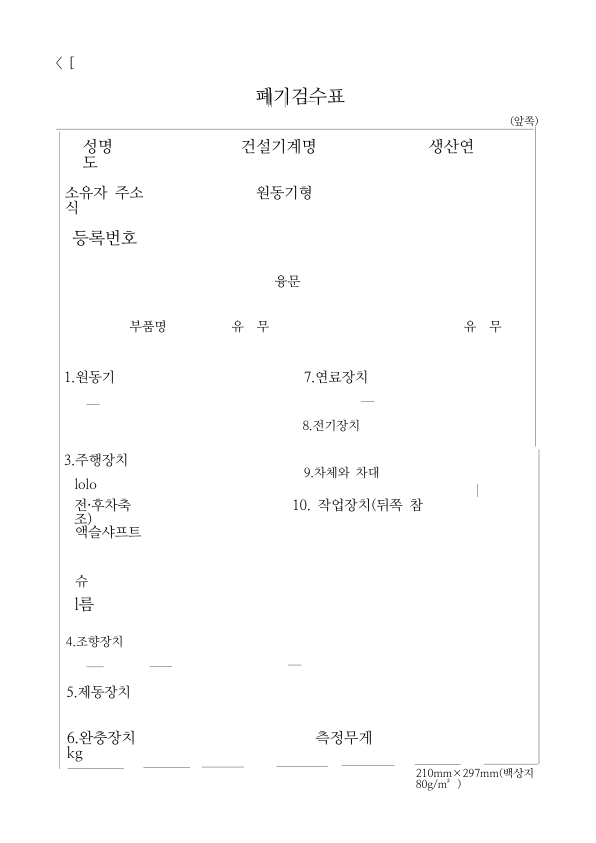 〈 [
폐기검수표
(앞쪽)
성명 건설기계명 생산연
도
소유자 주소 원동기형
식
등록번호
용문
부품명 유 무 유 무
1.원동기 7.연료장치
8.전기장치
3.주행장치
9.차체와 차대
lolo
전·후차축 10. 작업장치(뒤쪽 참
조)
액슬샤프트
슈
l름
4.조향장치
5.제동장치
6.완충장치 측정무게
kg
210mm×297mm(백상지
80g/m² )